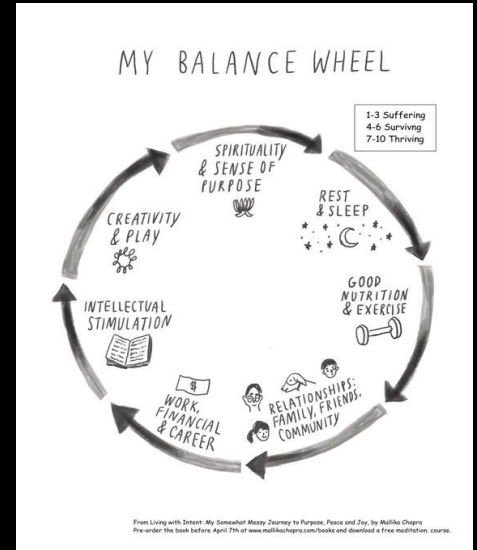 MY BALANCE WHEEL
1-3 Suffering
4-6 Survivng
7-10 Thriving
SPIRITUALITY
& SENSE OF
PURPOSE
REST
& SLEEP
GOOD
NUTRITION
& EXERCISE
RELATIONSHIPS:
FAMILY, FRIENDS,
COMMUNITY
$
WORK,
FINANCIAL
& CAREER
INTELLECTUAL
STIMULATION
CREATIVITY
& PLAY
From Living with Intent: My Somewhat Messy Journey to Purpose, Peace and Joy, by Mallika Chopra
Pre-order the book before April 7th at www.mallikachopra.com/books and download a free meditation. course.